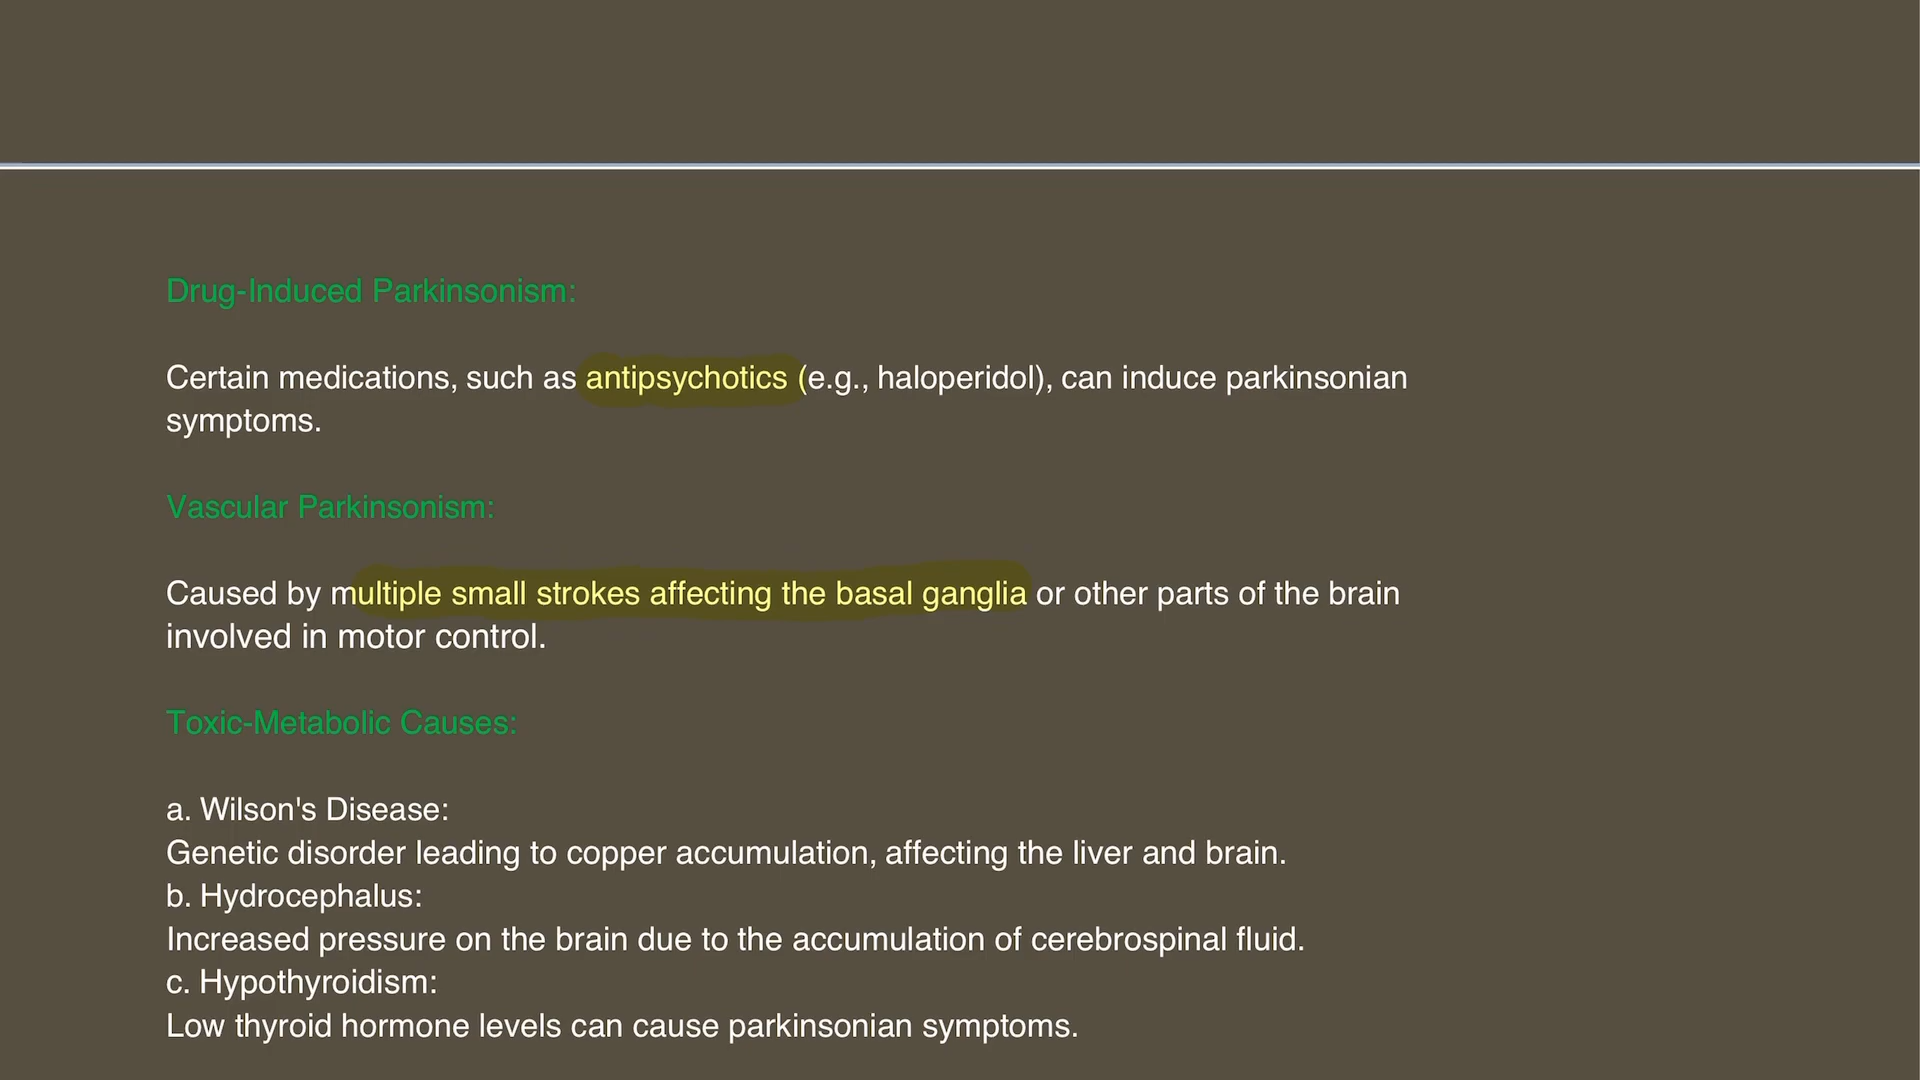 Drug-Induced Parkinsonism:
Certain medications, such as antipsychotics (e.g., haloperidol), can induce parkinsonian
symptoms.
Vascular Parkinsonism:
Caused by multiple small strokes affecting the basal ganglia or other parts of the brain
involved in motor control.
Toxic-Metabolic Causes:
a. Wilson's Disease:
Genetic disorder leading to copper accumulation, affecting the liver and brain.
b. Hydrocephalus:
Increased pressure on the brain due to the accumulation of cerebrospinal fluid.
c. Hypothyroidism:
Low thyroid hormone levels can cause parkinsonian symptoms.